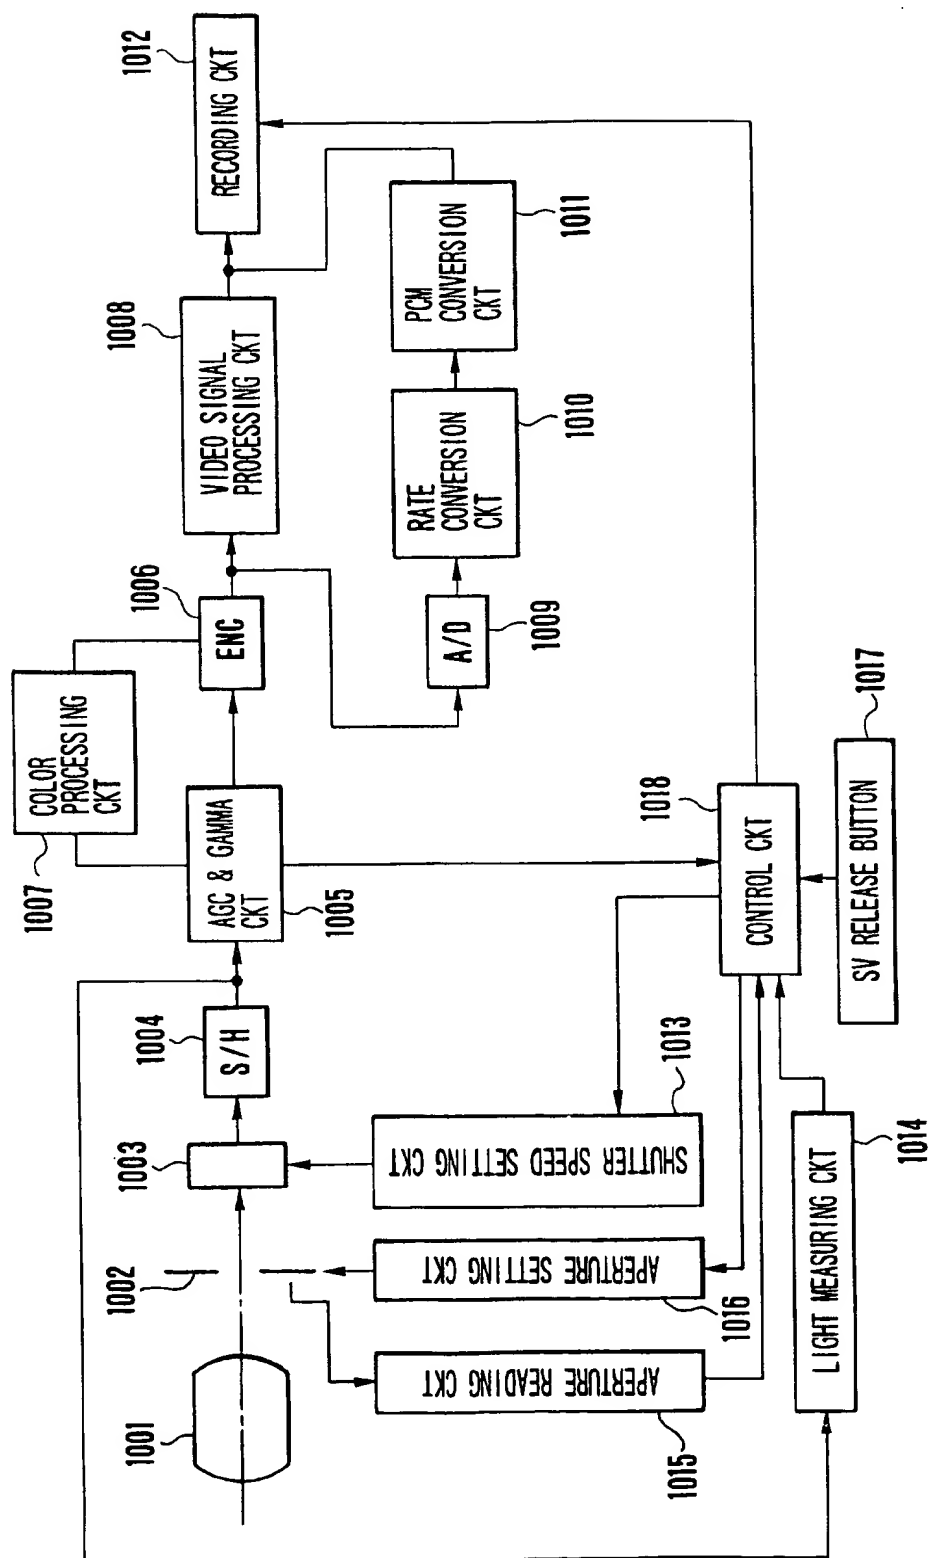 1012
RECORDING CKT
1008
VIDEO SIGNAL
PROCESSING CKT
PCM
CONVERSION
CKT
1011
RATE
CONVERSION
CKT
1010
1006
ENC
A/D
1009
COLOR
PROCESSING
CKT
1007
AGC & GAMMA
CKT
1005
1004
S/H
1003
1002
1001
SHUTTER SPEED SETTING CKT
1013
APERTURE SETTING CKT
1016
APERTURE READING CKT
1015
1018
CONTROL CKT
SV RELEASE BUTTON
1017
LIGHT MEASURING CKT
1014